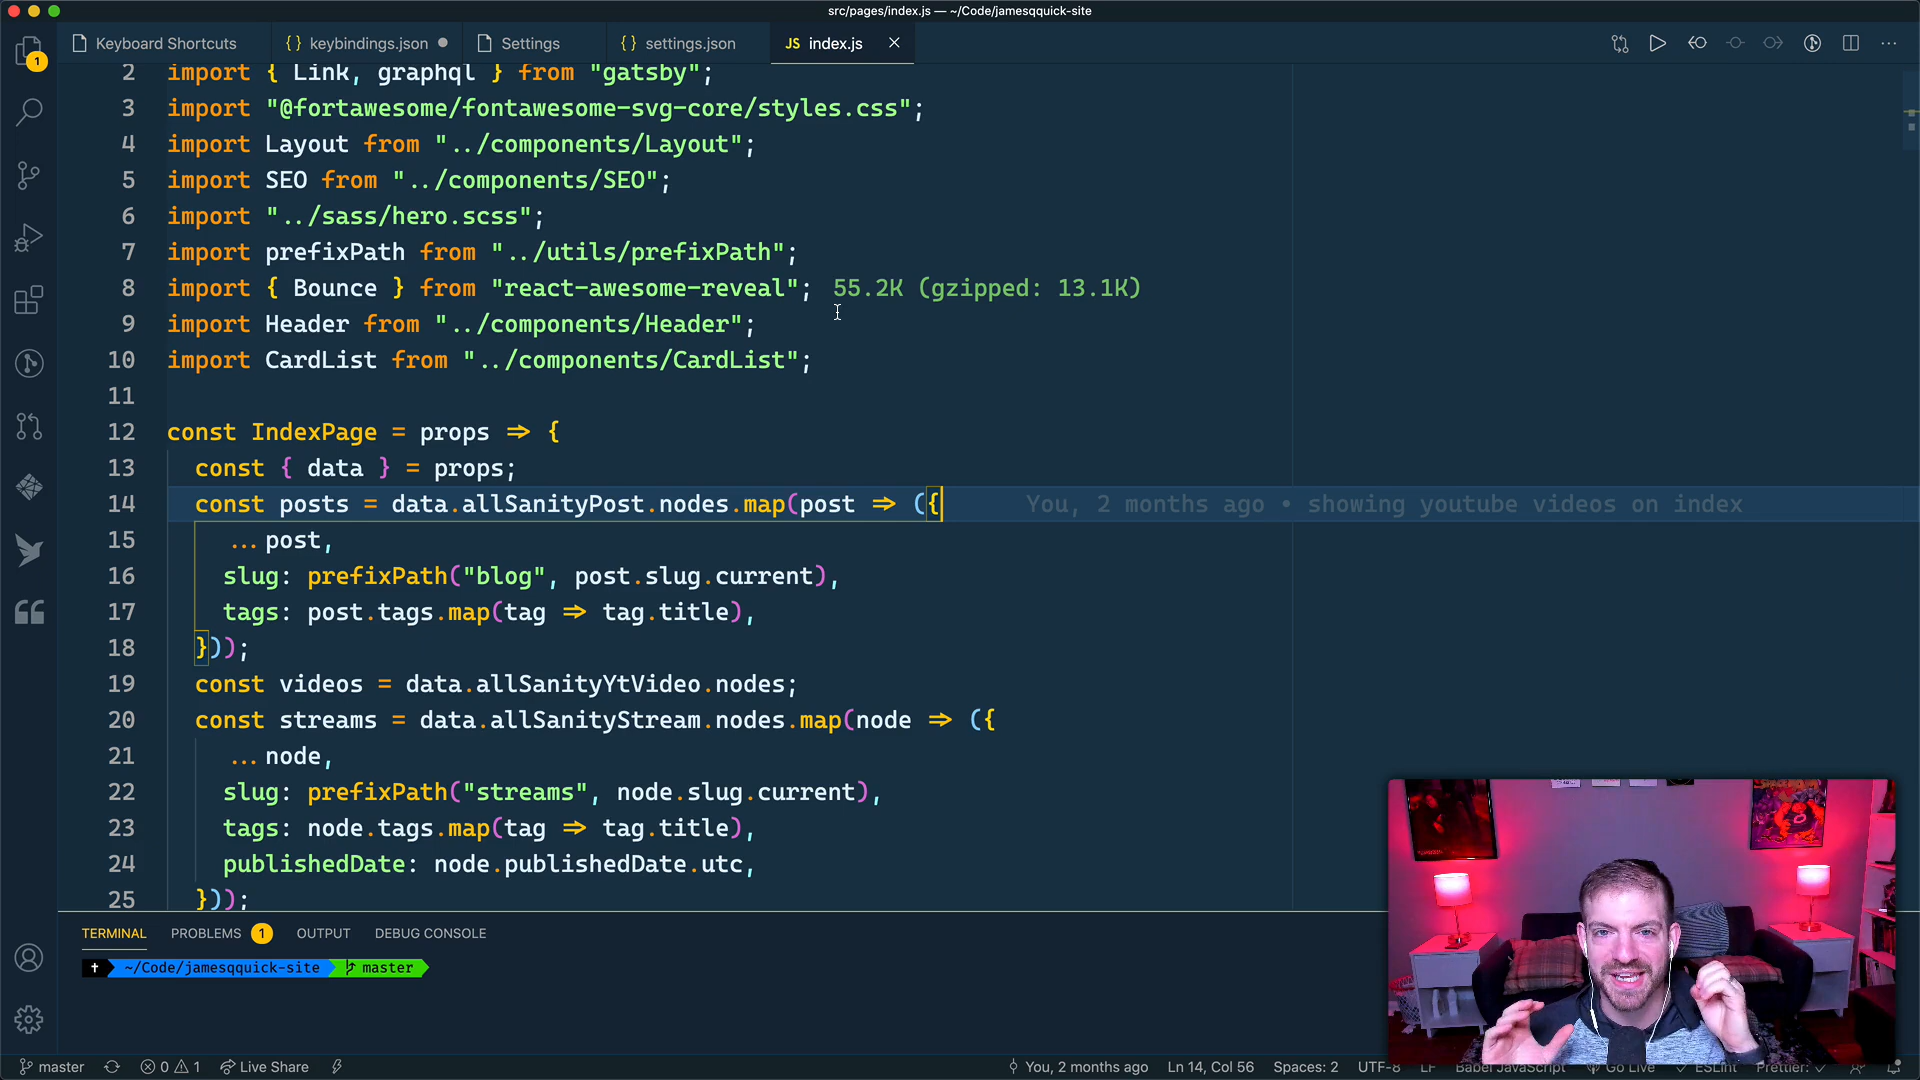 src/pages/index.js — ~/Code/jamesqquick-site
Keyboard Shortcuts
{} keybindings.json
Settings
{} settings.json
JS index.js
1
2 import { Link, graphql } from "gatsby";
3 import "@fortawesome/fontawesome-svg-core/styles.css";
4 import Layout from "../components/Layout";
5 import SEO from "../components/SEO";
6 import "../sass/hero.scss";
7 import prefixPath from "../utils/prefixPath";
8 import { Bounce } from "react-awesome-reveal"; 55.2K (gzipped: 13.1K)
9 import Header from "../components/Header";
10 import CardList from "../components/CardList";
11
12 const IndexPage = props => {
13 const { data } = props;
14 const posts = data.allSanityPost.nodes.map(post => ({ You, 2 months ago • showing youtube videos on index
15 ...post,
16 slug: prefixPath("blog", post.slug.current),
17 tags: post.tags.map(tag => tag.title),
18 }));
19 const videos = data.allSanityYtVideo.nodes;
20 const streams = data.allSanityStream.nodes.map(node => ({
21 ...node,
22 slug: prefixPath("streams", node.slug.current),
23 tags: node.tags.map(tag => tag.title),
24 publishedDate: node.publishedDate.utc,
25 }));
TERMINAL PROBLEMS 1 OUTPUT DEBUG CONSOLE
~/Code/jamesqquick-site master
master 0 1 Live Share You, 2 months ago Ln 14, Col 56 Spaces: 2 UTF-8 LF Babel JavaScript Go Live ESLint Prettier: ✓